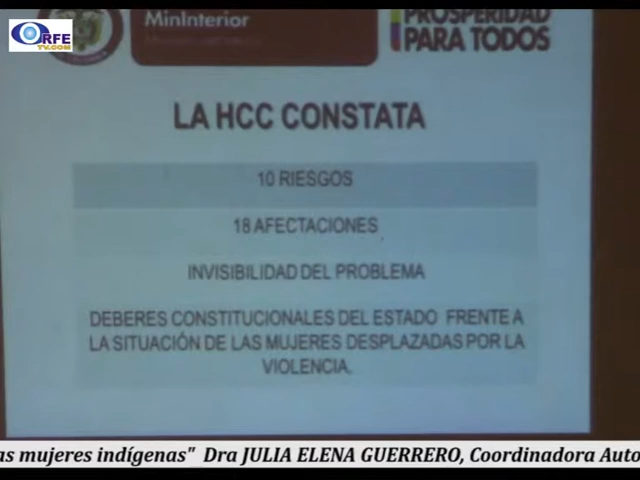 ORFE
TV.COM
MinInterior
PROSPERIDAD
PARA TODOS
LA HCC CONSTATA
10 RIESGOS
18 AFECTACIONES
INVISIBILIDAD DEL PROBLEMA
DEBERES CONSTITUCIONALES DEL ESTADO FRENTE A
LA SITUACIÓN DE LAS MUJERES DESPLAZADAS POR LA
VIOLENCIA.
as mujeres indígenas" Dra JULIA ELENA GUERRERO, Coordinadora Auto